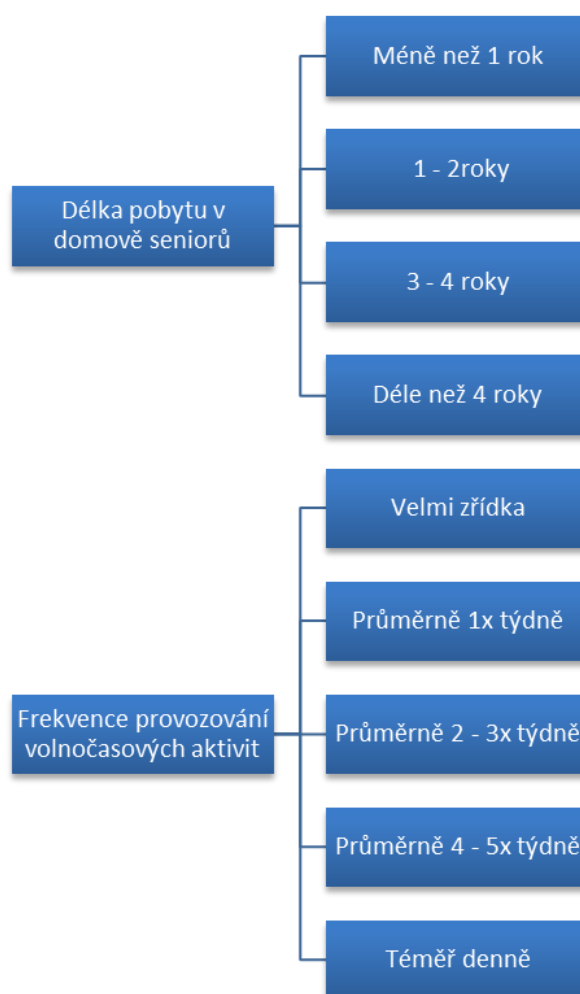 Délka pobytu v
domově seniorů
Méně než 1 rok
1 - 2roky
3 - 4 roky
Déle než 4 roky
Frekvence provozování
volnočasových aktivit
Velmi zřídka
Průměrně 1x týdně
Průměrně 2 - 3x týdně
Průměrně 4 - 5x týdně
Téměř denně